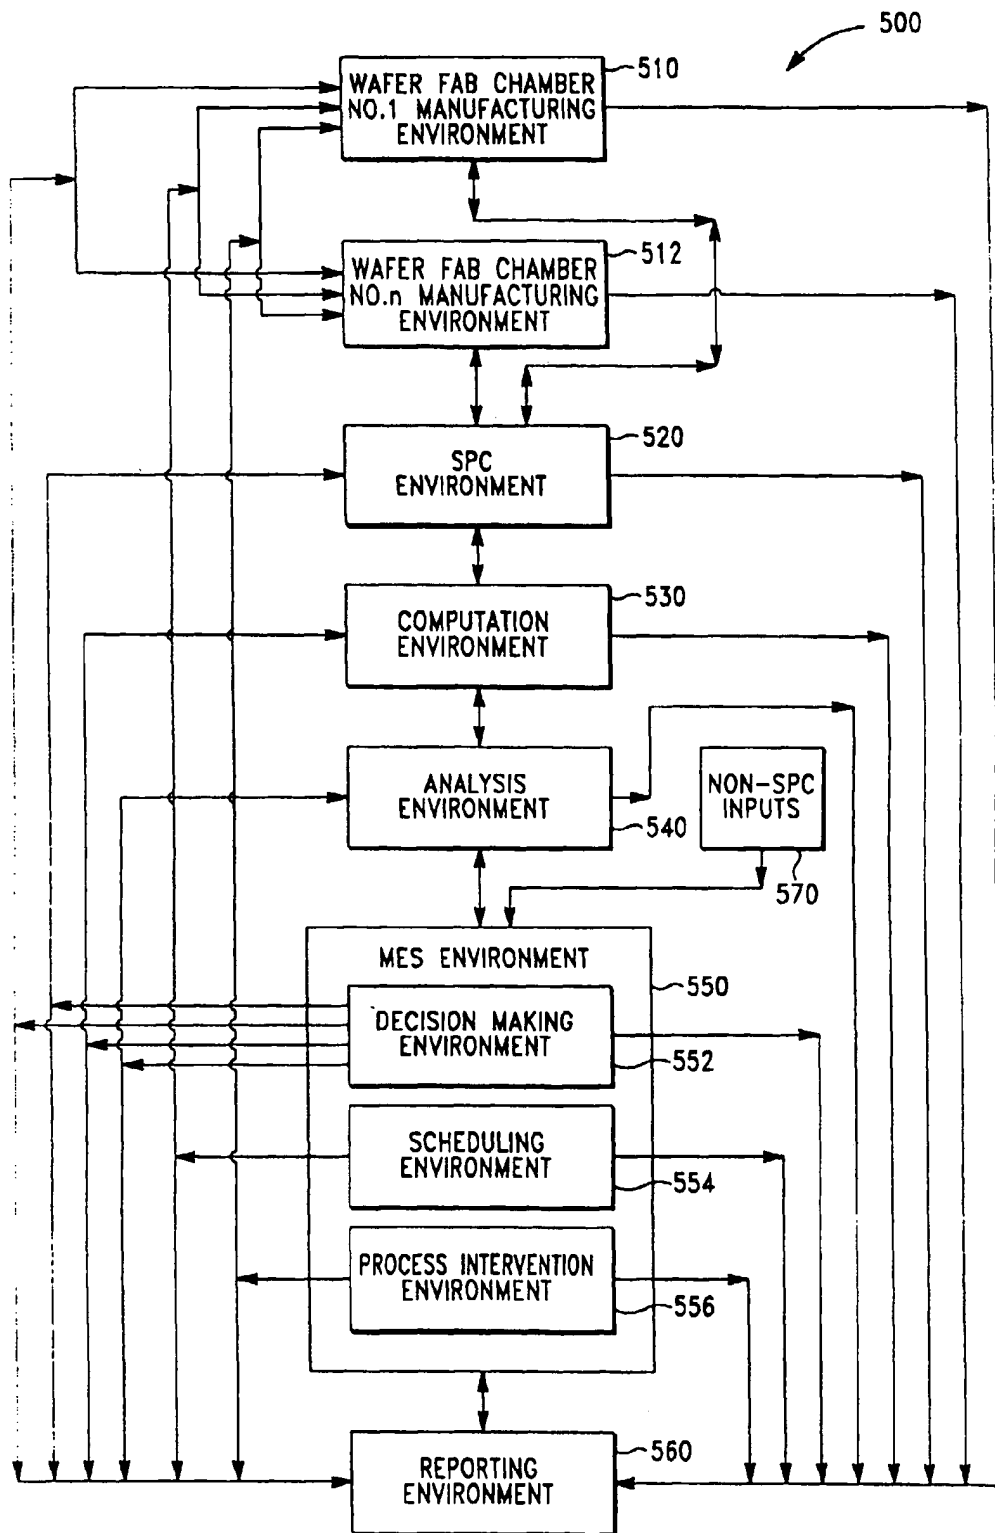 500
WAFER FAB CHAMBER
NO.1 MANUFACTURING
ENVIRONMENT
510
WAFER FAB CHAMBER
NO.n MANUFACTURING
ENVIRONMENT
512
SPC
ENVIRONMENT
520
COMPUTATION
ENVIRONMENT
530
ANALYSIS
ENVIRONMENT
540
NON-SPC
INPUTS
570
MES ENVIRONMENT
550
DECISION MAKING
ENVIRONMENT
552
SCHEDULING
ENVIRONMENT
554
PROCESS INTERVENTION
ENVIRONMENT
556
REPORTING
ENVIRONMENT
560